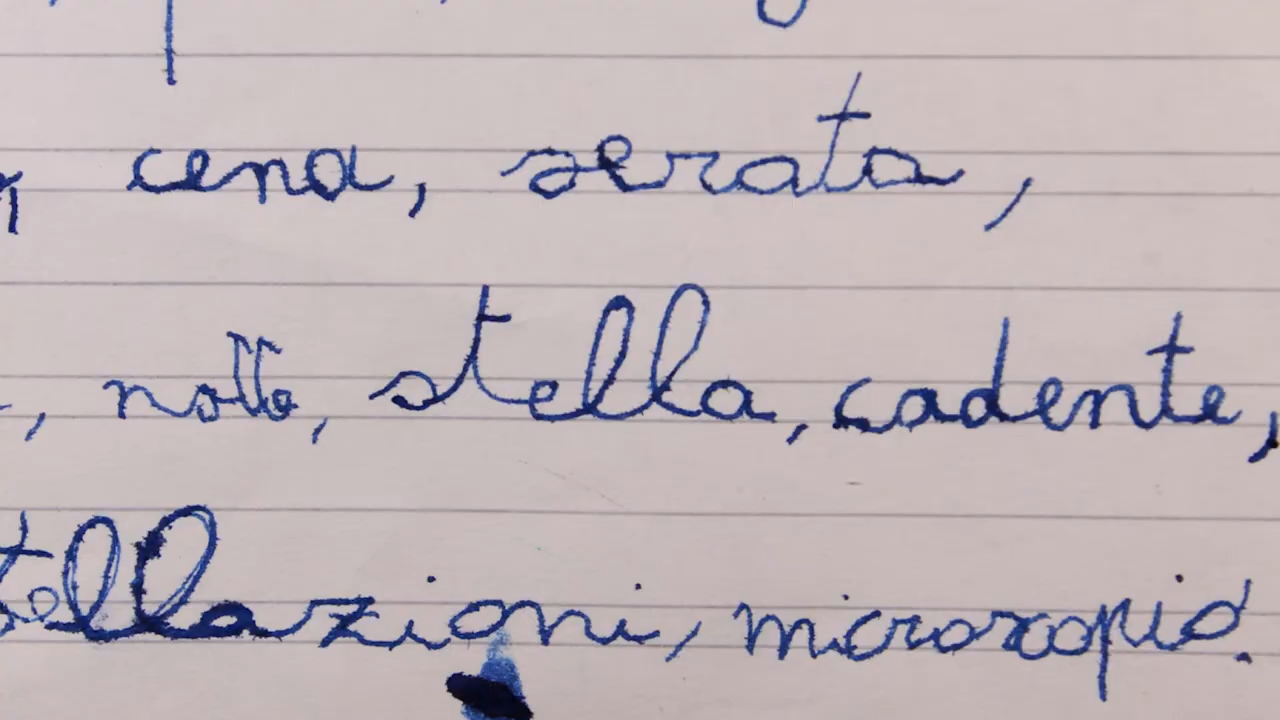 cena, serata,
, notte, stella, cadente,
tellazioni, microscopio.